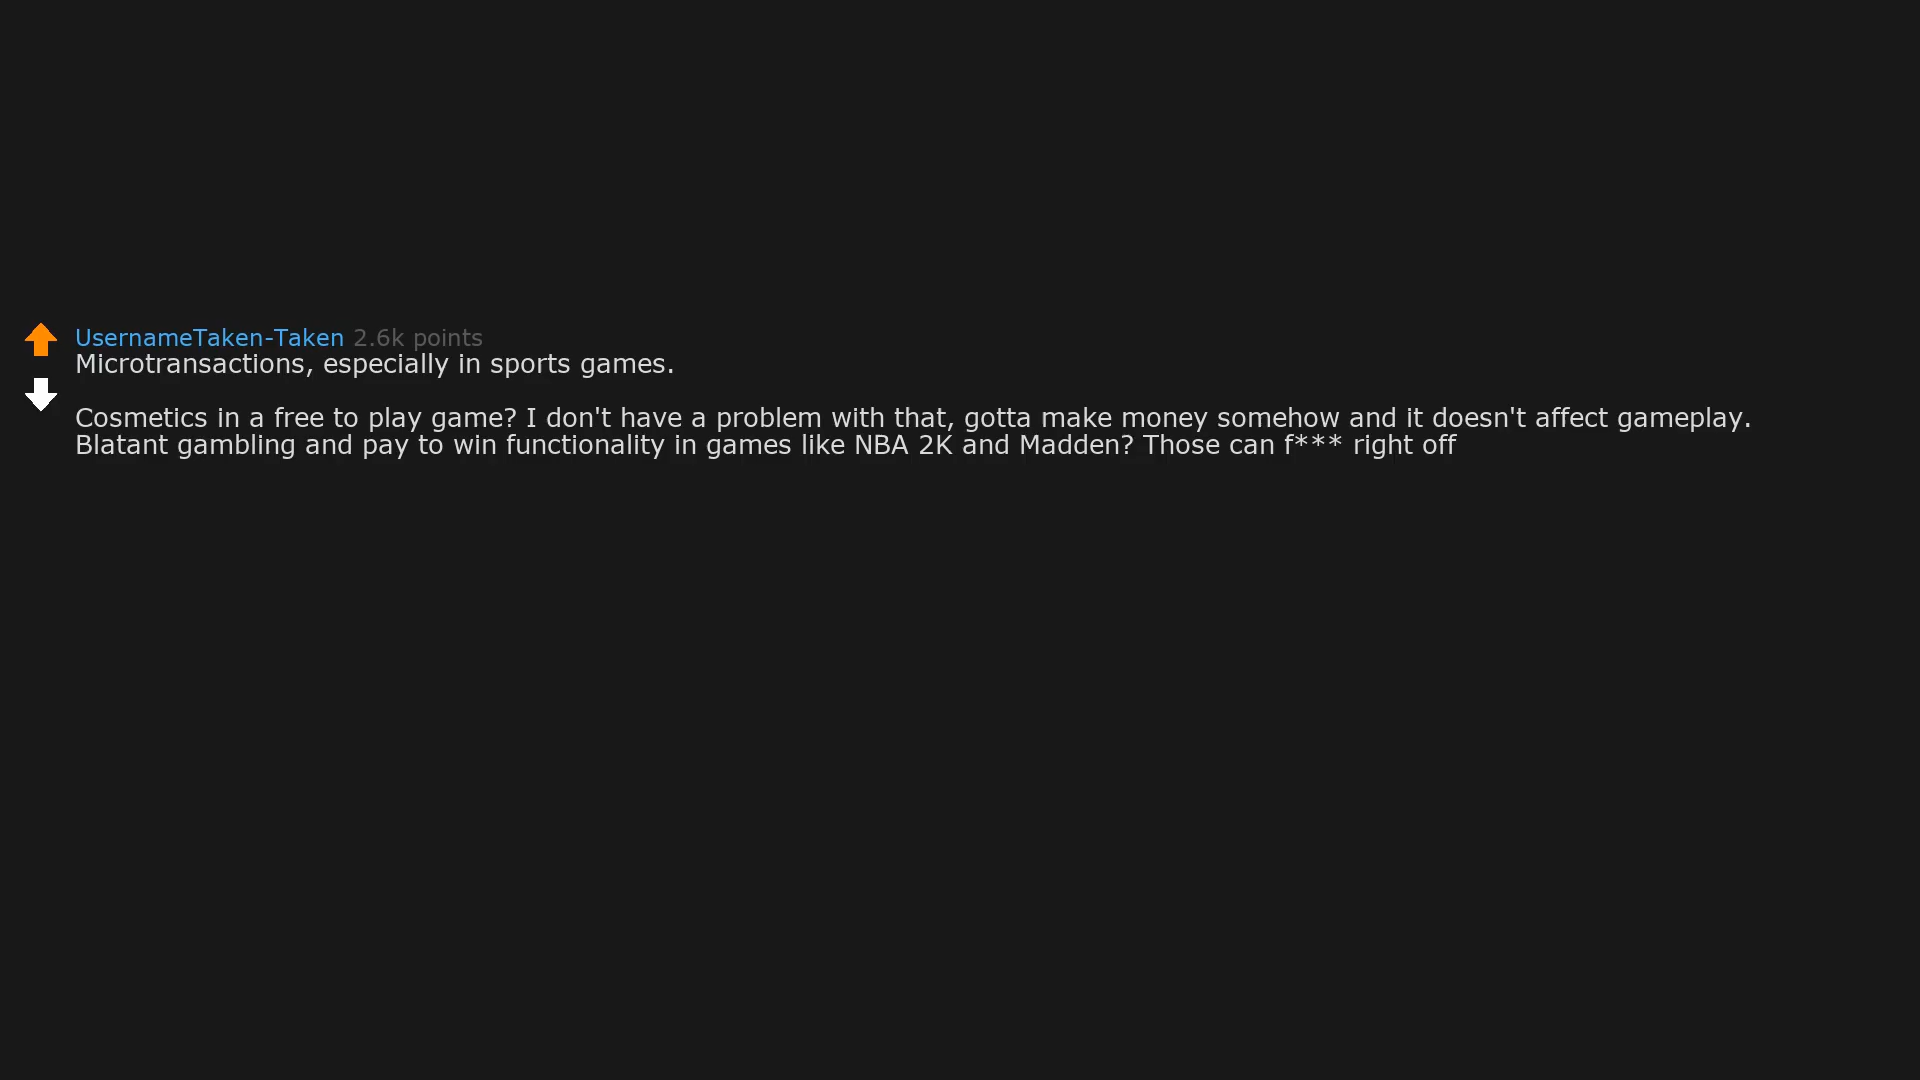 UsernameTaken-Taken 2.6k points
Microtransactions, especially in sports games.
Cosmetics in a free to play game? I don't have a problem with that, gotta make money somehow and it doesn't affect gameplay.
Blatant gambling and pay to win functionality in games like NBA 2K and Madden? Those can f*** right off